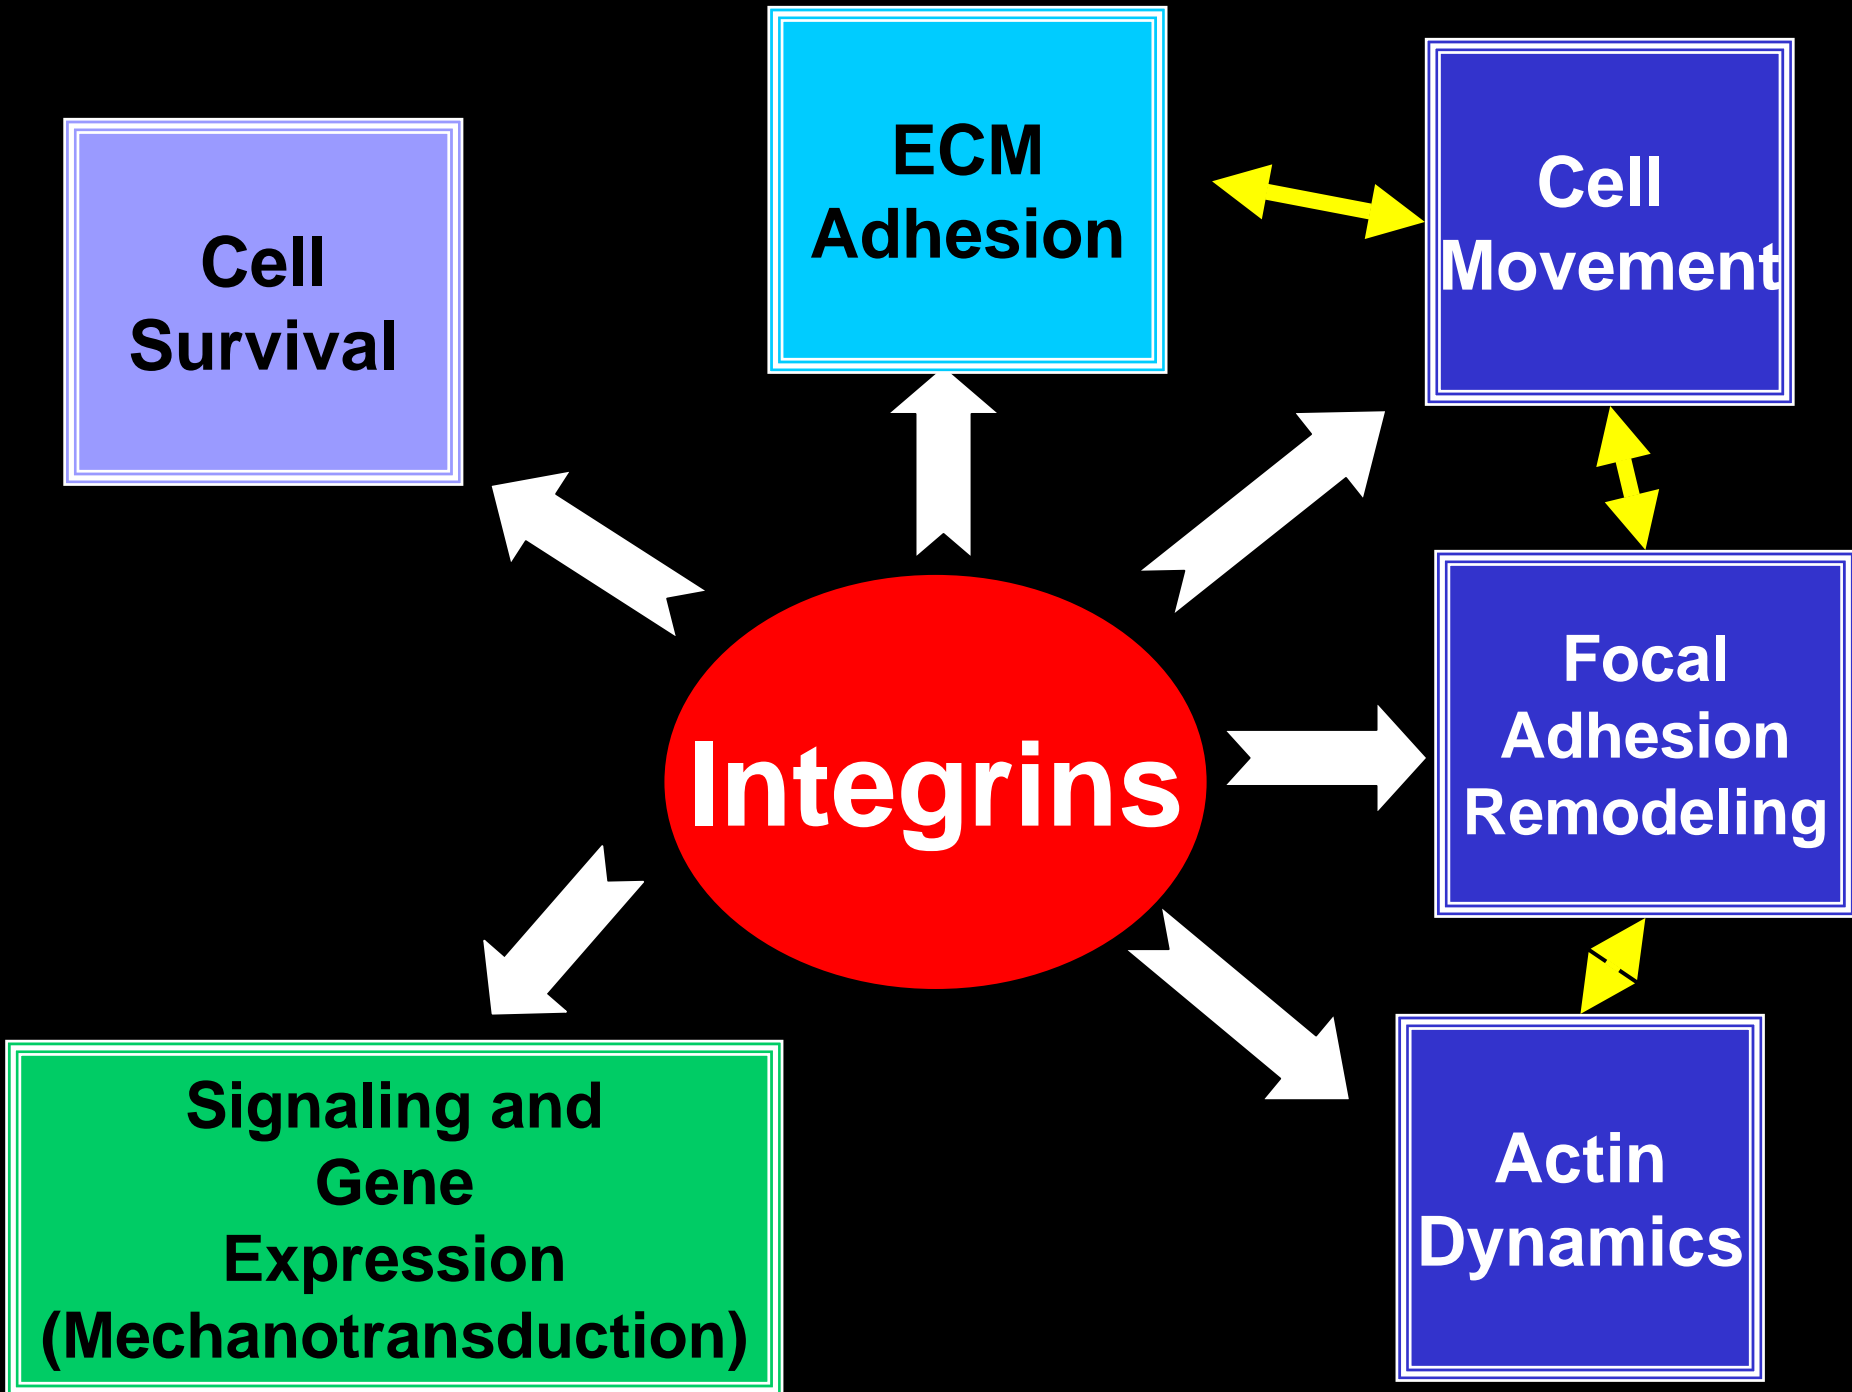 ECM
Adhesion
Cell
Movement
Cell
Survival
Focal
Adhesion
Remodeling
Integrins
Signaling and
Gene
Expression
(Mechanotransduction)
Actin
Dynamics